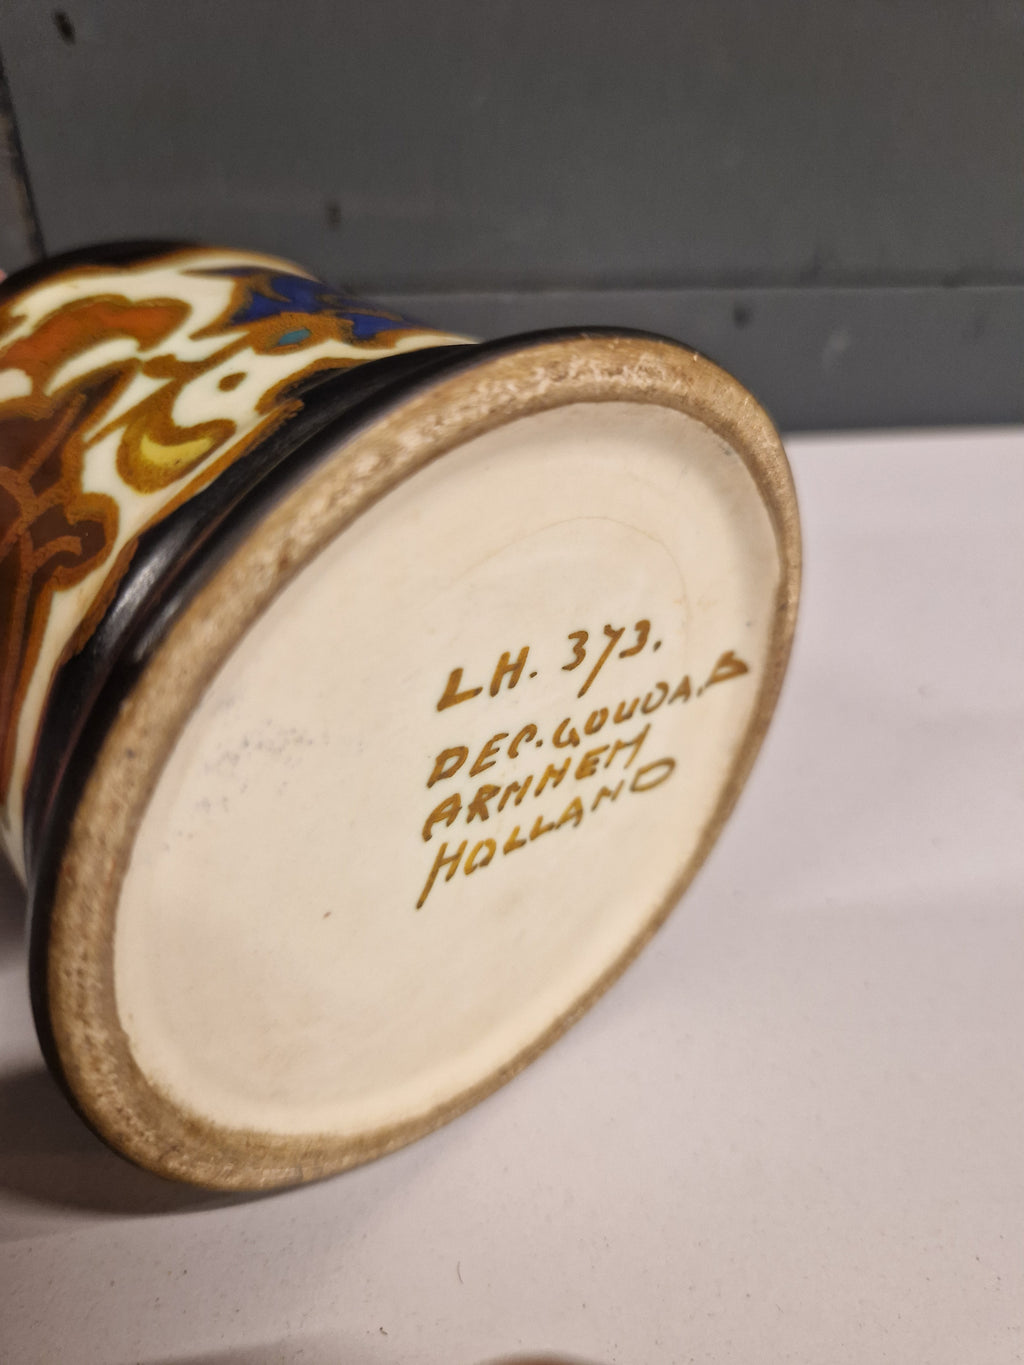 LH. 373.
DEC. GOUDA. B
ARNHEM
HOLLAND